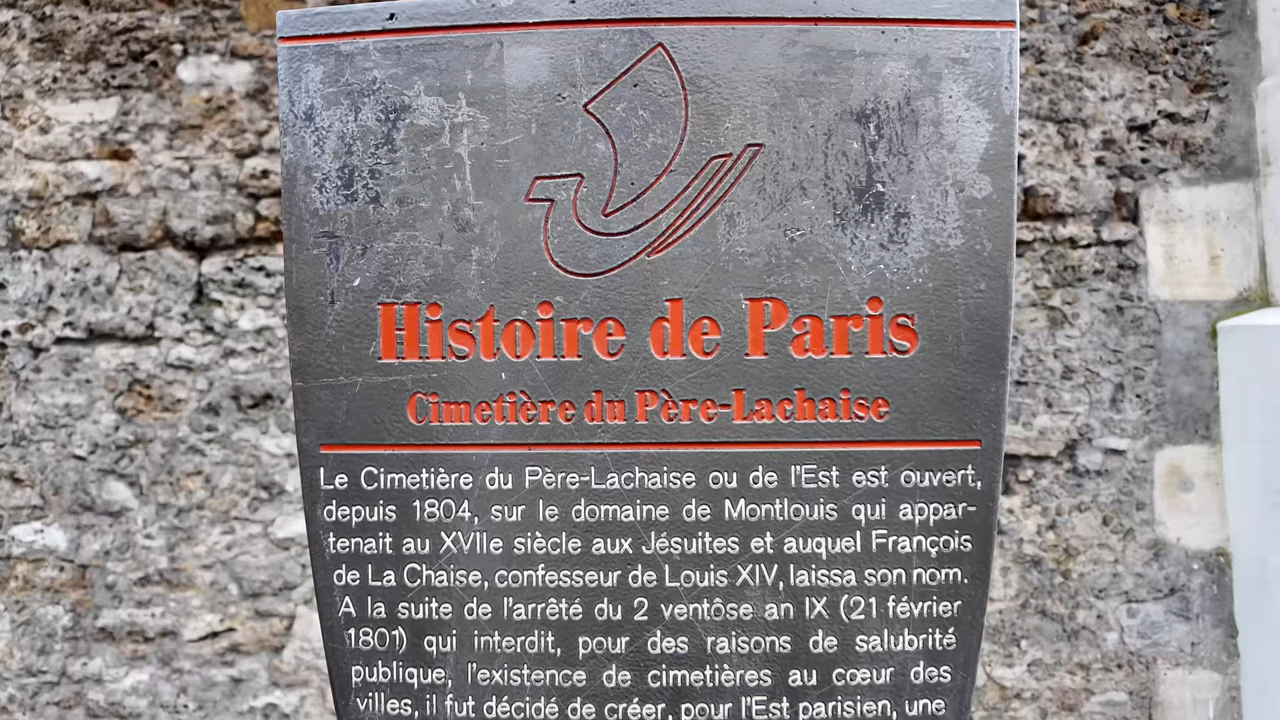 Histoire de Paris
Cimetière du Père-Lachaise
Le Cimetière du Père-Lachaise ou de l'Est est ouvert,
depuis 1804, sur le domaine de Montlouis qui appar-
tenait au XVIIe siècle aux Jésuites et auquel François
de La Chaise, confesseur de Louis XIV, laissa son nom.
A la suite de l'arrêté du 2 ventôse an IX (21 février
1801) qui interdit, pour des raisons de salubrité
publique, l'existence de cimetières au cœur des
villes, il fut décidé de créer, pour l'Est parisien, une